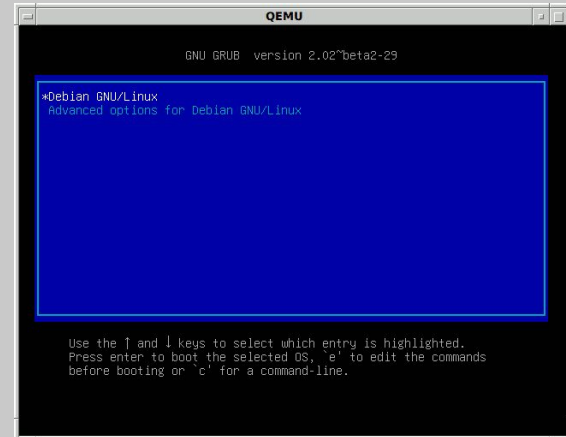 QEMU
GNU GRUB version 2.02~beta2-29
*Debian GNU/Linux
Advanced options for Debian GNU/Linux
Use the ↑ and ↓ keys to select which entry is highlighted.
Press enter to boot the selected OS, `e' to edit the commands
before booting or `c' for a command-line.